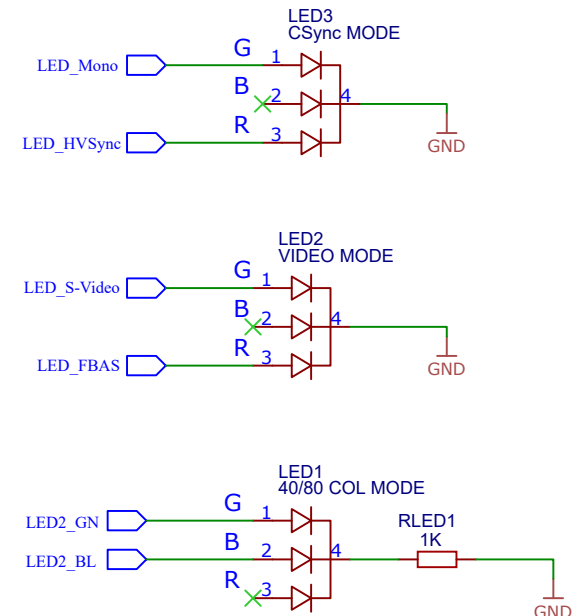 LED3
CSync MODE
G
LED_Mono
1
B
2
4
R
LED_HVSync
3
GND
LED2
VIDEO MODE
G
LED_S-Video
1
B
2
4
R
LED_FBAS
3
GND
LED1
40/80 COL MODE
G
LED2_GN
1
RLED1
1K
B
LED2_BL
2
4
R
3
GND